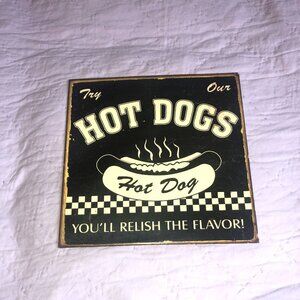 Try Our
HOT DOGS
Hot Dog
YOU'LL RELISH THE FLAVOR!